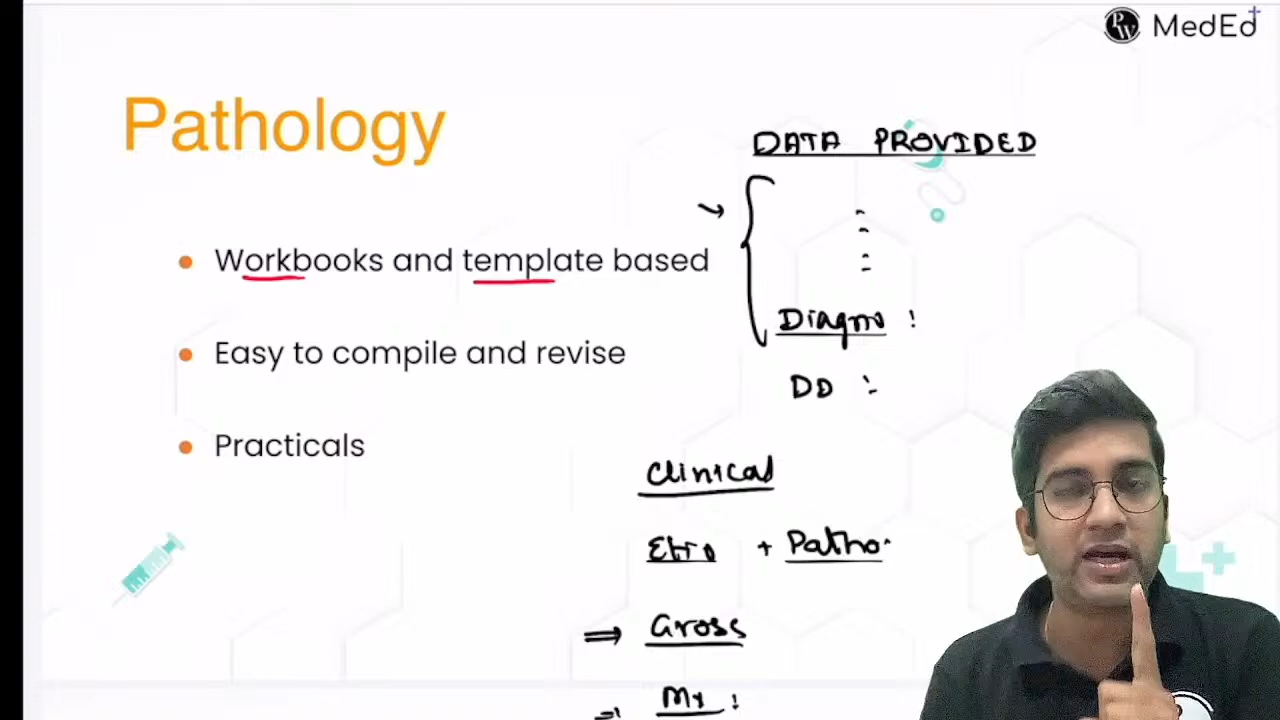 PW MedEd
Pathology
DATA PROVIDED
Workbooks and template based
Diagno :
Easy to compile and revise
DD :-
Practicals
Clinical
Etio + Patho.
⇒ Gross